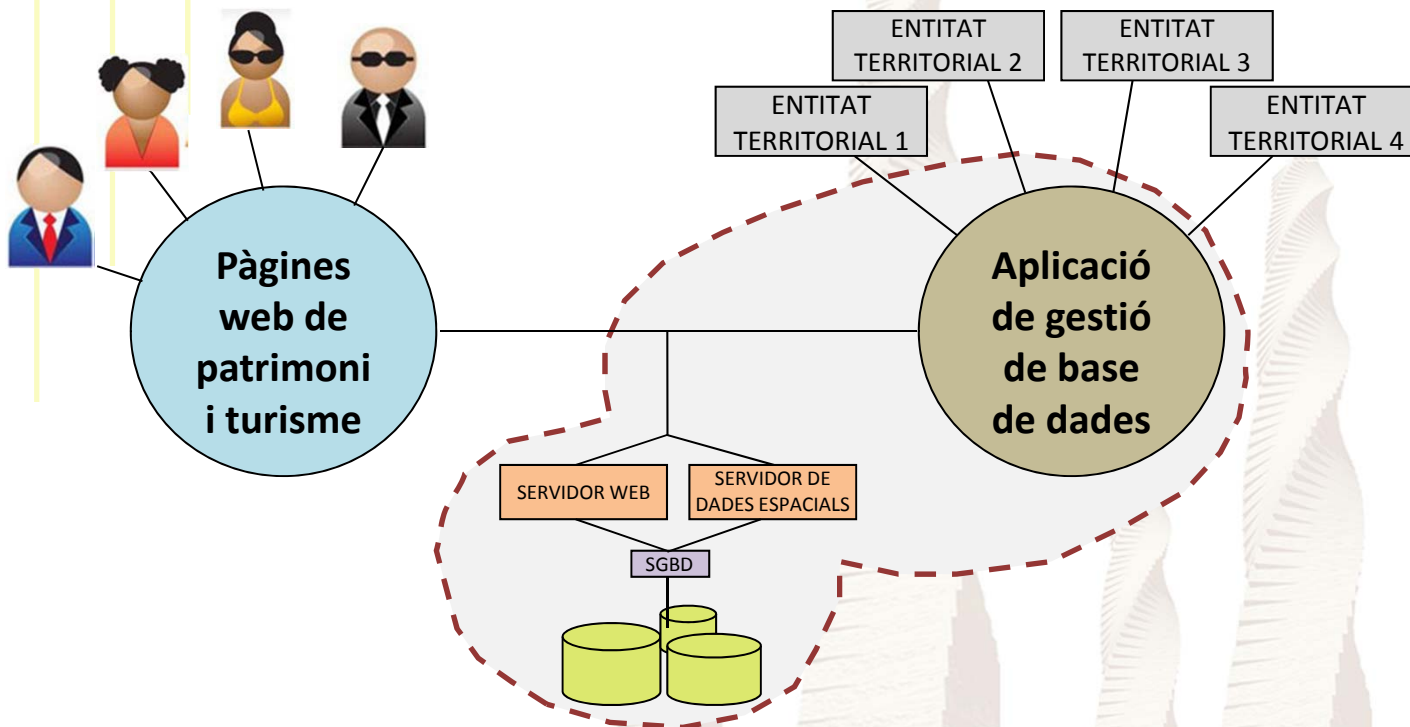 ENTITAT
TERRITORIAL 1
ENTITAT
TERRITORIAL 2
ENTITAT
TERRITORIAL 3
ENTITAT
TERRITORIAL 4
Pàgines
web de
patrimoni
i turisme
Aplicació
de gestió
de base
de dades
SERVIDOR WEB
SERVIDOR DE
DADES ESPACIALS
SGBD